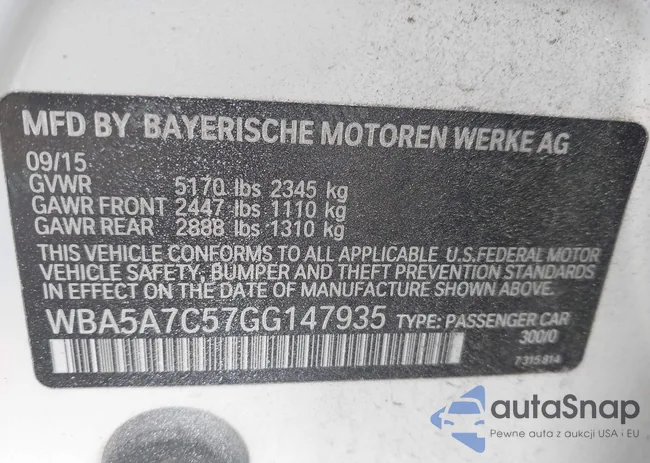 MFD BY BAYERISCHE MOTOREN WERKE AG
09/15
GVWR 5170 lbs 2345 kg
GAWR FRONT 2447 lbs 1110 kg
GAWR REAR 2888 lbs 1310 kg
THIS VEHICLE CONFORMS TO ALL APPLICABLE U.S.FEDERAL MOTOR
VEHICLE SAFETY, BUMPER AND THEFT PREVENTION
STANDARDS IN EFFECT ON THE DATE OF MANUFACTURE SHOWN ABOVE.
WBA5A7C57GG147935 TYPE: PASSENGER CAR
300/0
7315814
autaSnap
Pewne auta z aukcji USA i EU